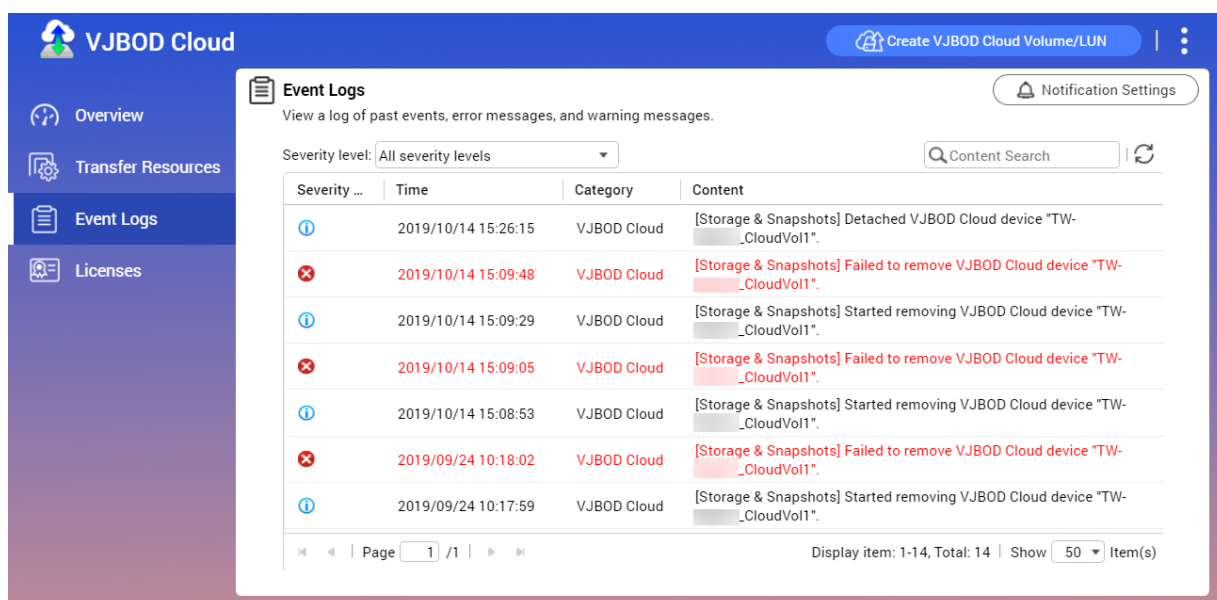 VJBOD Cloud
Create VJBOD Cloud Volume/LUN
Overview
Transfer Resources
Event Logs
Licenses
Event Logs
Notification Settings
View a log of past events, error messages, and warning messages.
Severity level: All severity levels
Content Search
Severity ... Time Category Content
2019/10/14 15:26:15 VJBOD Cloud [Storage & Snapshots] Detached VJBOD Cloud device "TW-
_CloudVol1".
2019/10/14 15:09:48 VJBOD Cloud [Storage & Snapshots] Failed to remove VJBOD Cloud device "TW-
_CloudVol1".
2019/10/14 15:09:29 VJBOD Cloud [Storage & Snapshots] Started removing VJBOD Cloud device "TW-
_CloudVol1".
2019/10/14 15:09:05 VJBOD Cloud [Storage & Snapshots] Failed to remove VJBOD Cloud device "TW-
_CloudVol1".
2019/10/14 15:08:53 VJBOD Cloud [Storage & Snapshots] Started removing VJBOD Cloud device "TW-
_CloudVol1".
2019/09/24 10:18:02 VJBOD Cloud [Storage & Snapshots] Failed to remove VJBOD Cloud device "TW-
_CloudVol1".
2019/09/24 10:17:59 VJBOD Cloud [Storage & Snapshots] Started removing VJBOD Cloud device "TW-
_CloudVol1".
Page 1 /1 Display item: 1-14, Total: 14 Show 50 Item(s)